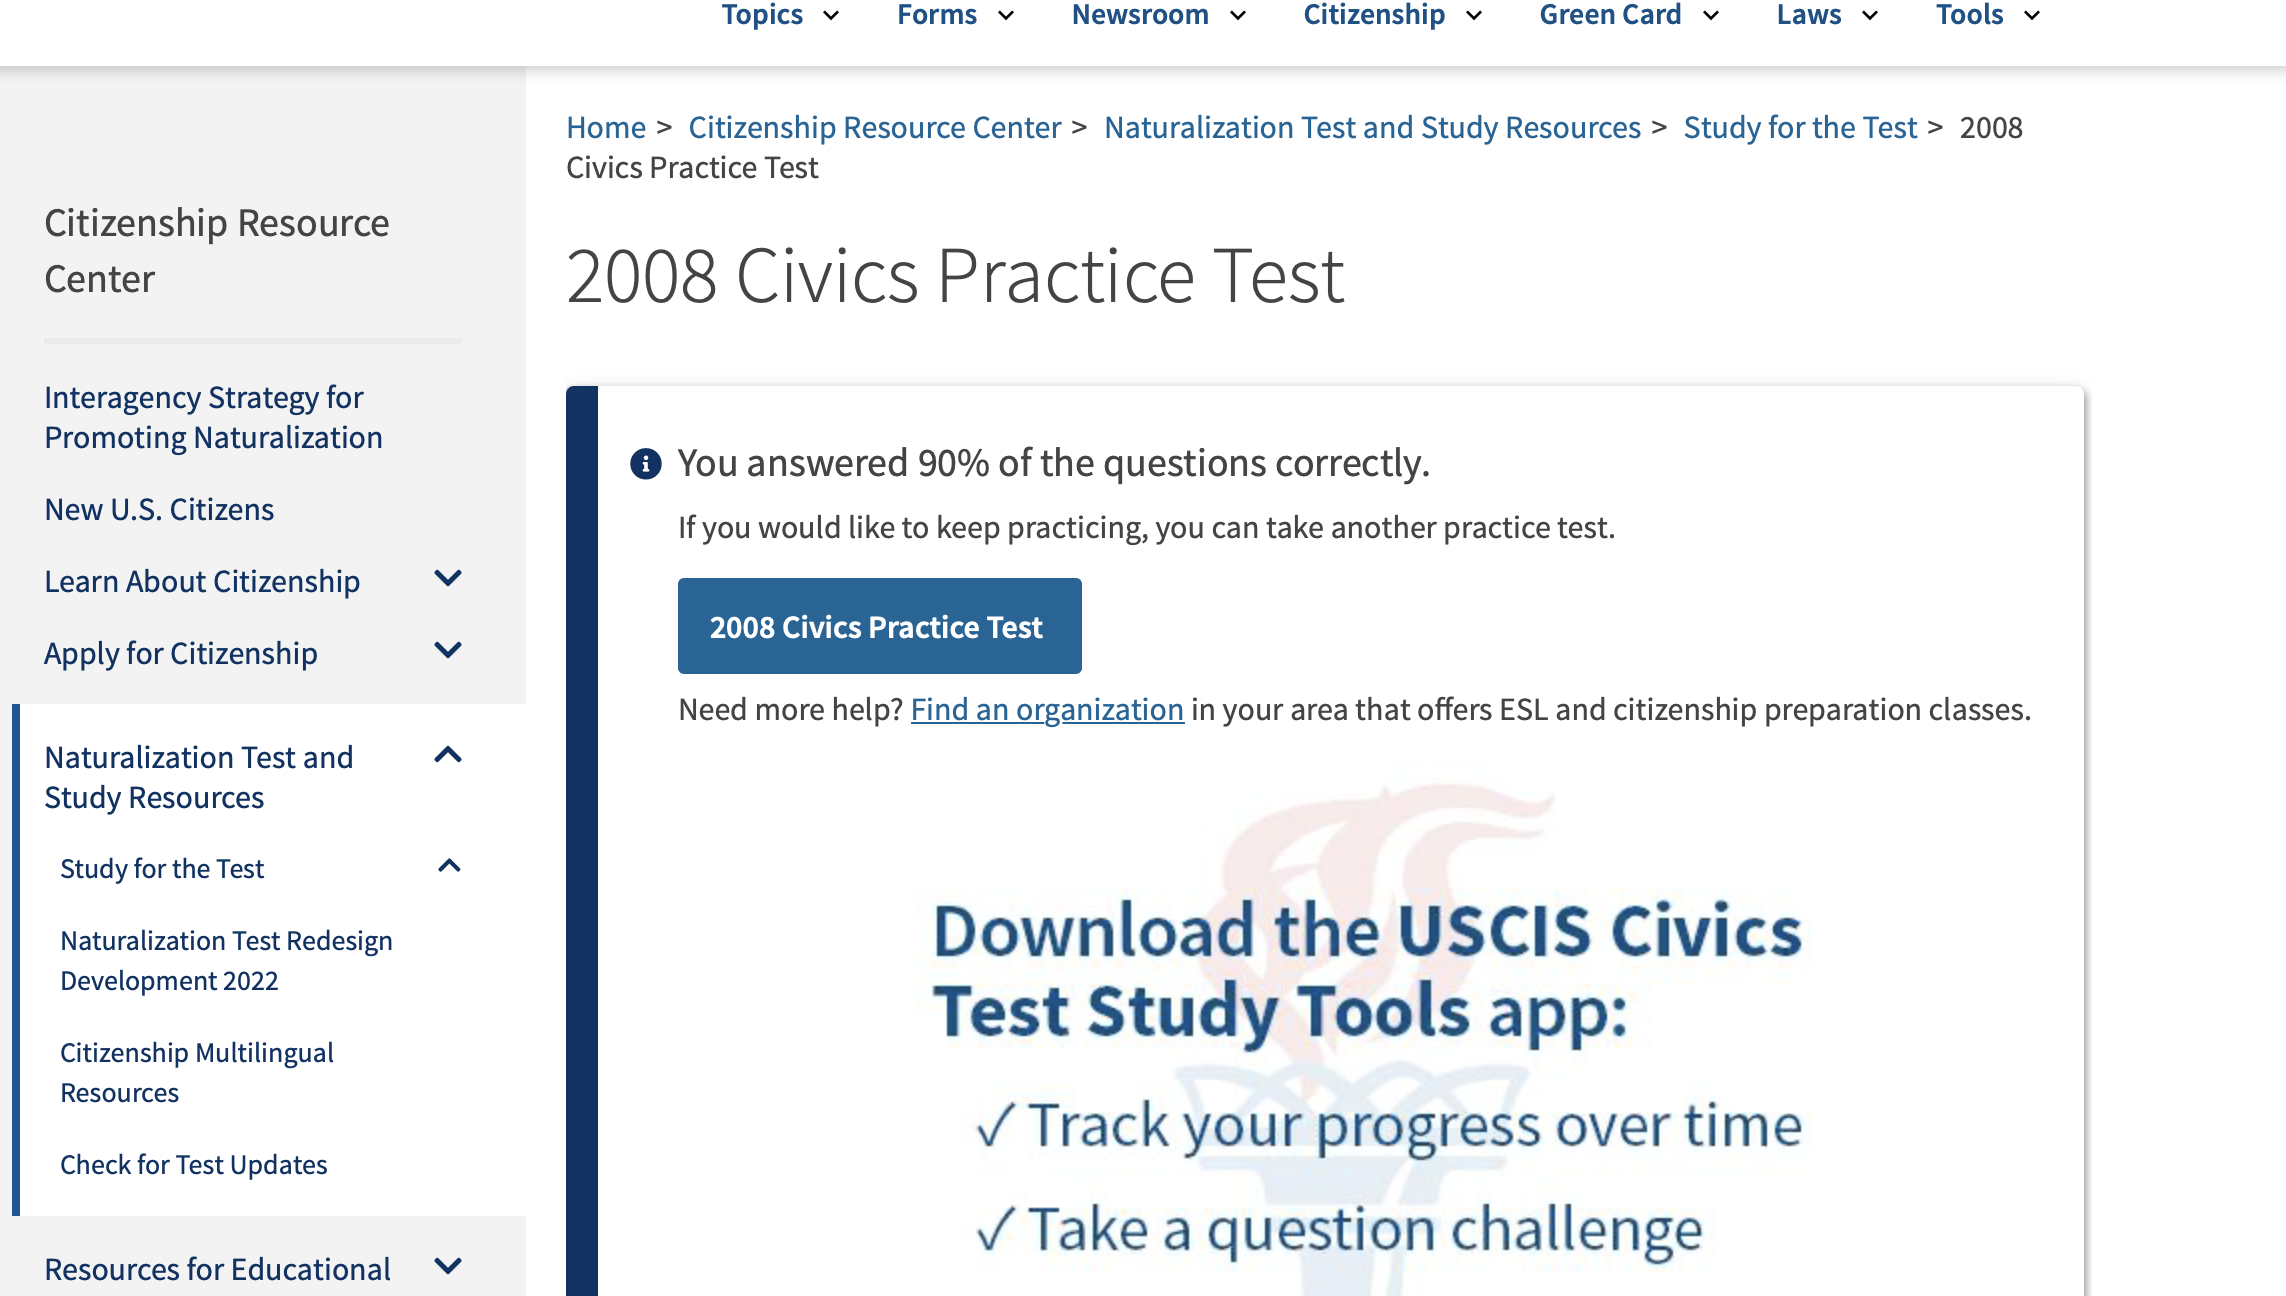 Topics Forms Newsroom Citizenship Green Card Laws Tools
Home > Citizenship Resource Center > Naturalization Test and Study Resources > Study for the Test > 2008
Civics Practice Test
Citizenship Resource
Center
Interagency Strategy for
Promoting Naturalization
New U.S. Citizens
Learn About Citizenship
Apply for Citizenship
Naturalization Test and
Study Resources
Study for the Test
Naturalization Test Redesign
Development 2022
Citizenship Multilingual
Resources
Check for Test Updates
Resources for Educational
2008 Civics Practice Test
You answered 90% of the questions correctly.
If you would like to keep practicing, you can take another practice test.
2008 Civics Practice Test
Need more help? Find an organization in your area that offers ESL and citizenship preparation classes.
Download the USCIS Civics
Test Study Tools app:
✓ Track your progress over time
✓ Take a question challenge